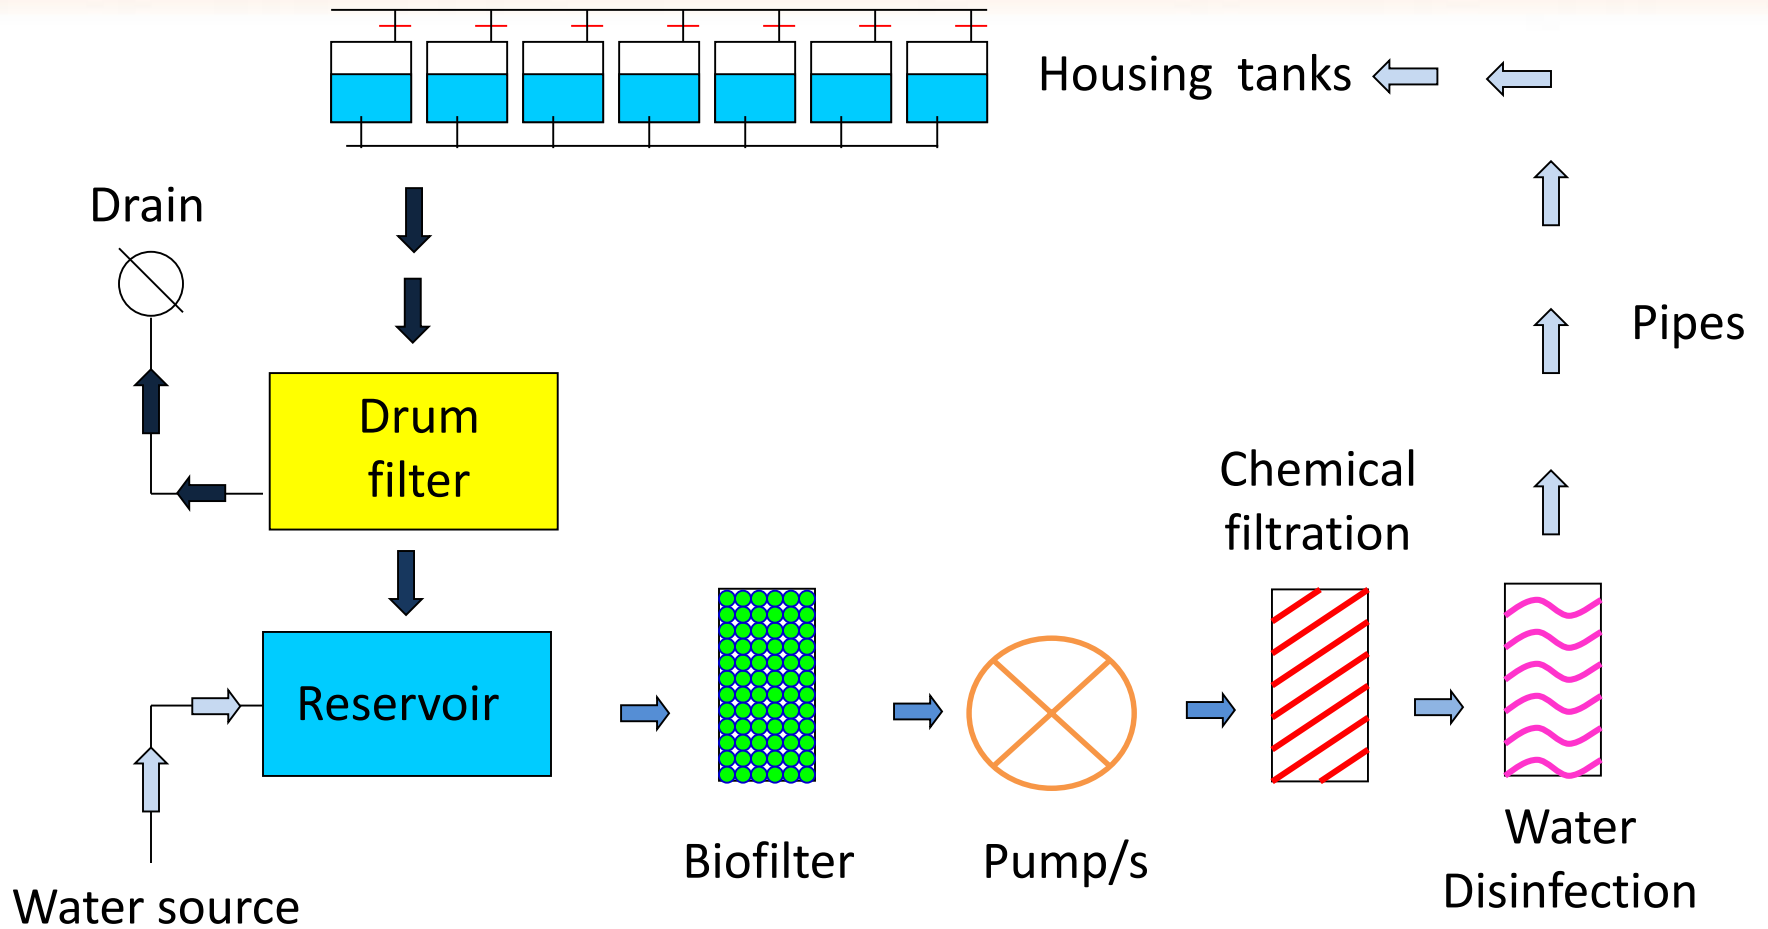 Housing tanks
Drain
Pipes
Drum
filter
Chemical
filtration
Reservoir
Biofilter
Pump/s
Water
Disinfection
Water source